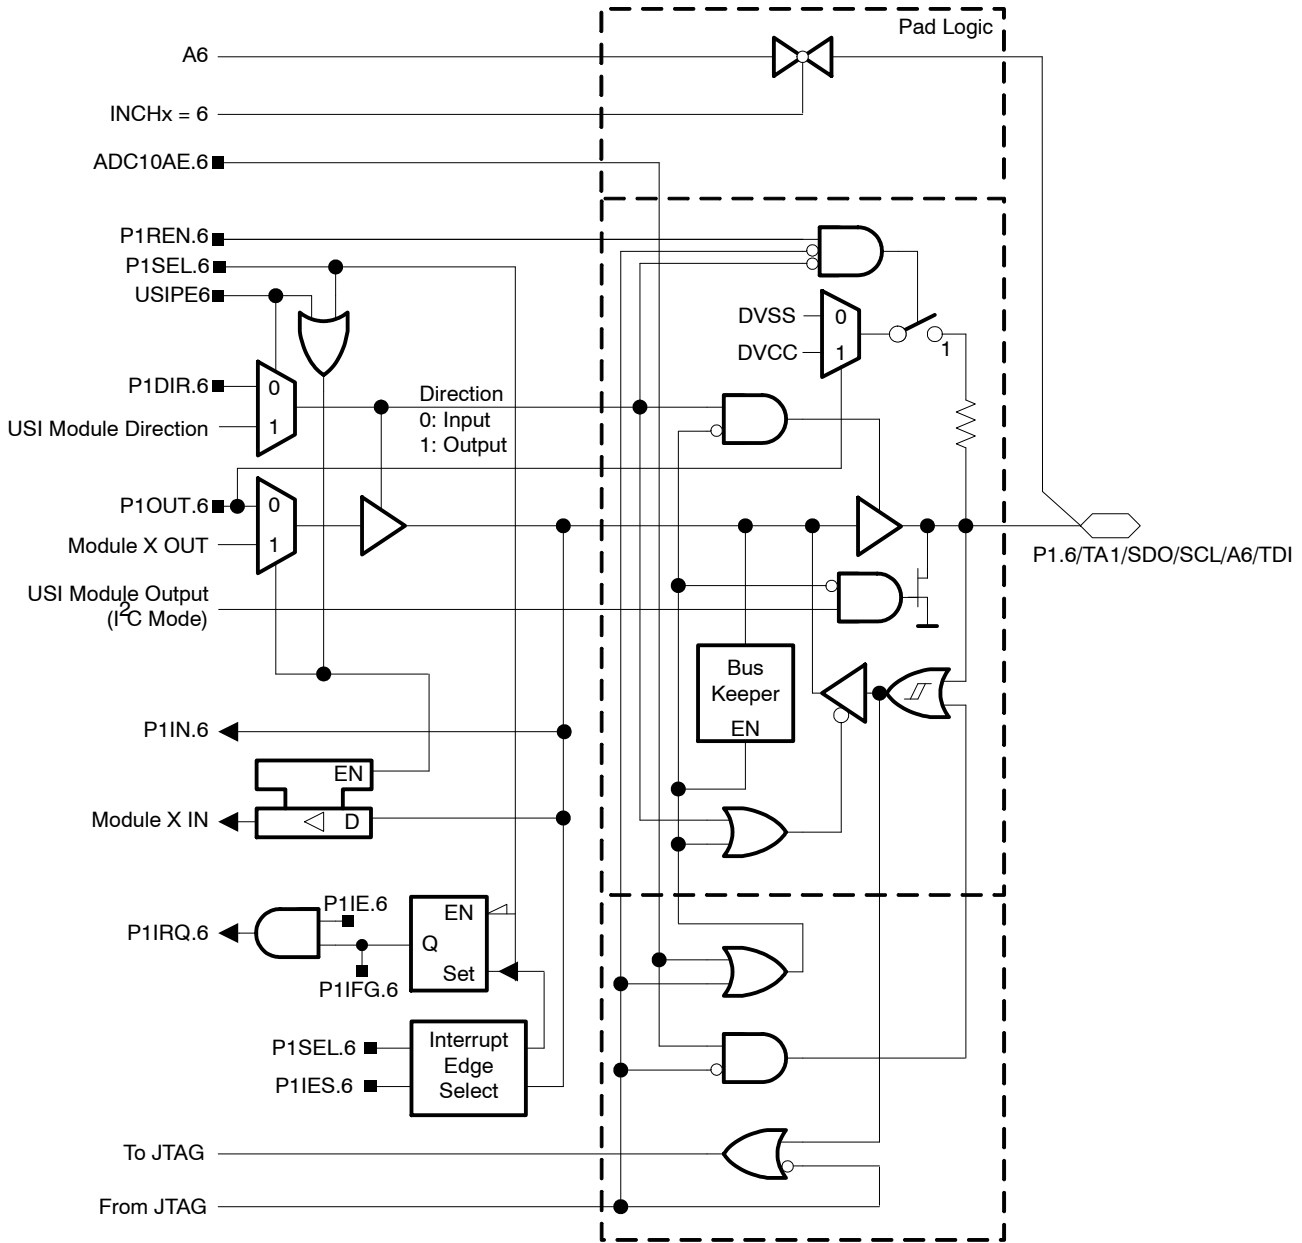 Pad Logic
A6
INCHx = 6
ADC10AE.6
P1REN.6
P1SEL.6
USIPE6
DVSS
0
DVCC
1
1
P1DIR.6
0
USI Module Direction
1
Direction
0: Input
1: Output
P1OUT.6
0
Module X OUT
1
P1.6/TA1/SDO/SCL/A6/TDI
USI Module Output
(I2C Mode)
Bus
Keeper
EN
P1IN.6
EN
Module X IN
D
P1IE.6
P1IRQ.6
P1IFG.6
EN
Q
Set
P1SEL.6
P1IES.6
Interrupt
Edge
Select
To JTAG
From JTAG